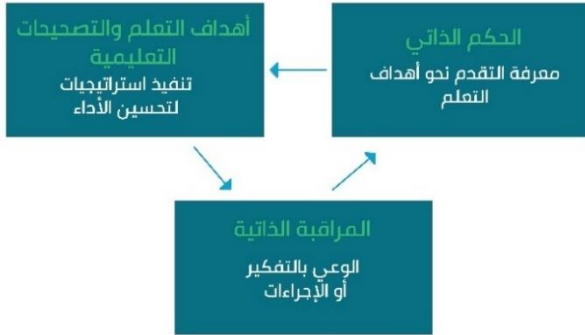 الحكم الذاتي
معرفة التقدم نحو أهداف
التعلم
أهداف التعلم والتصحيحات
التعليمية
تنفيذ استراتيجيات
لتحسين الأداء
المراقبة الذاتية
الوعي بالتفكير
أو الإجراءات